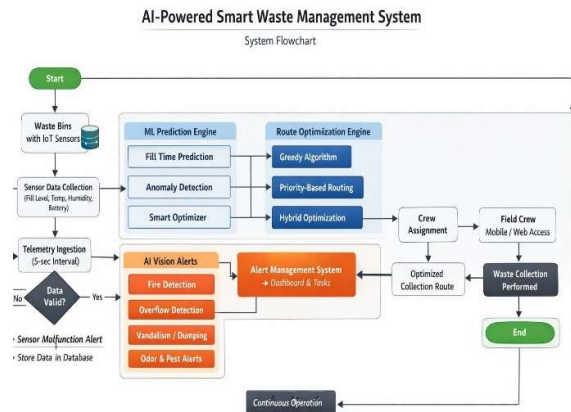 AI-Powered Smart Waste Management System
System Flowchart
Start
Waste Bins
with IoT Sensors
Sensor Data Collection
(Fill Level, Temp, Humidity,
Battery)
Telemetry Ingestion
(5-sec Interval)
Data
Valid?
No
Yes
• Sensor Malfunction Alert
• Store Data in Database
ML Prediction Engine
Fill Time Prediction
Anomaly Detection
Smart Optimizer
Route Optimization Engine
Greedy Algorithm
Priority-Based Routing
Hybrid Optimization
AI Vision Alerts
Fire Detection
Overflow Detection
Vandalism / Dumping
Odor & Pest Alerts
Alert Management System
→ Dashboard & Tasks
Crew
Assignment
Optimized
Collection Route
Field Crew
Mobile / Web Access
Waste Collection
Performed
End
Continuous Operation